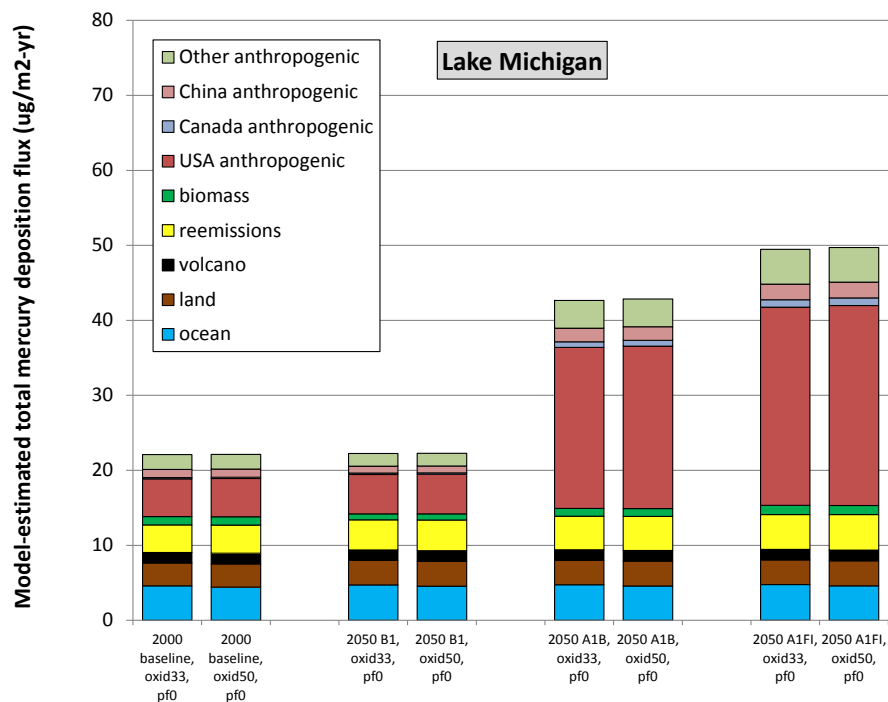 Model-estimated total mercury deposition flux (ug/m2-yr)
80
70
60
50
40
30
20
10
0
Lake Michigan
Other anthropogenic
China anthropogenic
Canada anthropogenic
USA anthropogenic
biomass
reemissions
volcano
land
ocean
2000
baseline,
oxid33,
pf0
2000
baseline,
oxid50,
pf0
2050 B1,
oxid33,
pf0
2050 B1,
oxid50,
pf0
2050 A1B,
oxid33,
pf0
2050 A1B,
oxid50,
pf0
2050 A1FI,
oxid33,
pf0
2050 A1FI,
oxid50,
pf0